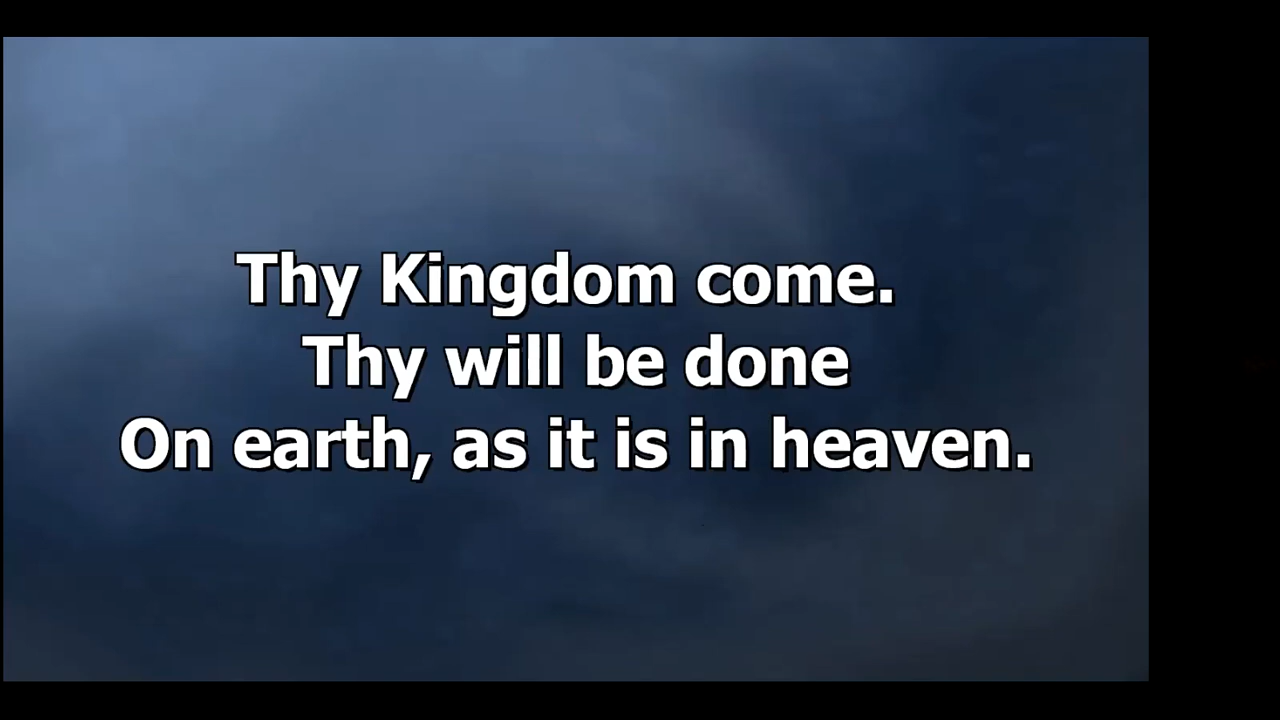 Thy Kingdom come.
Thy will be done
On earth, as it is in heaven.